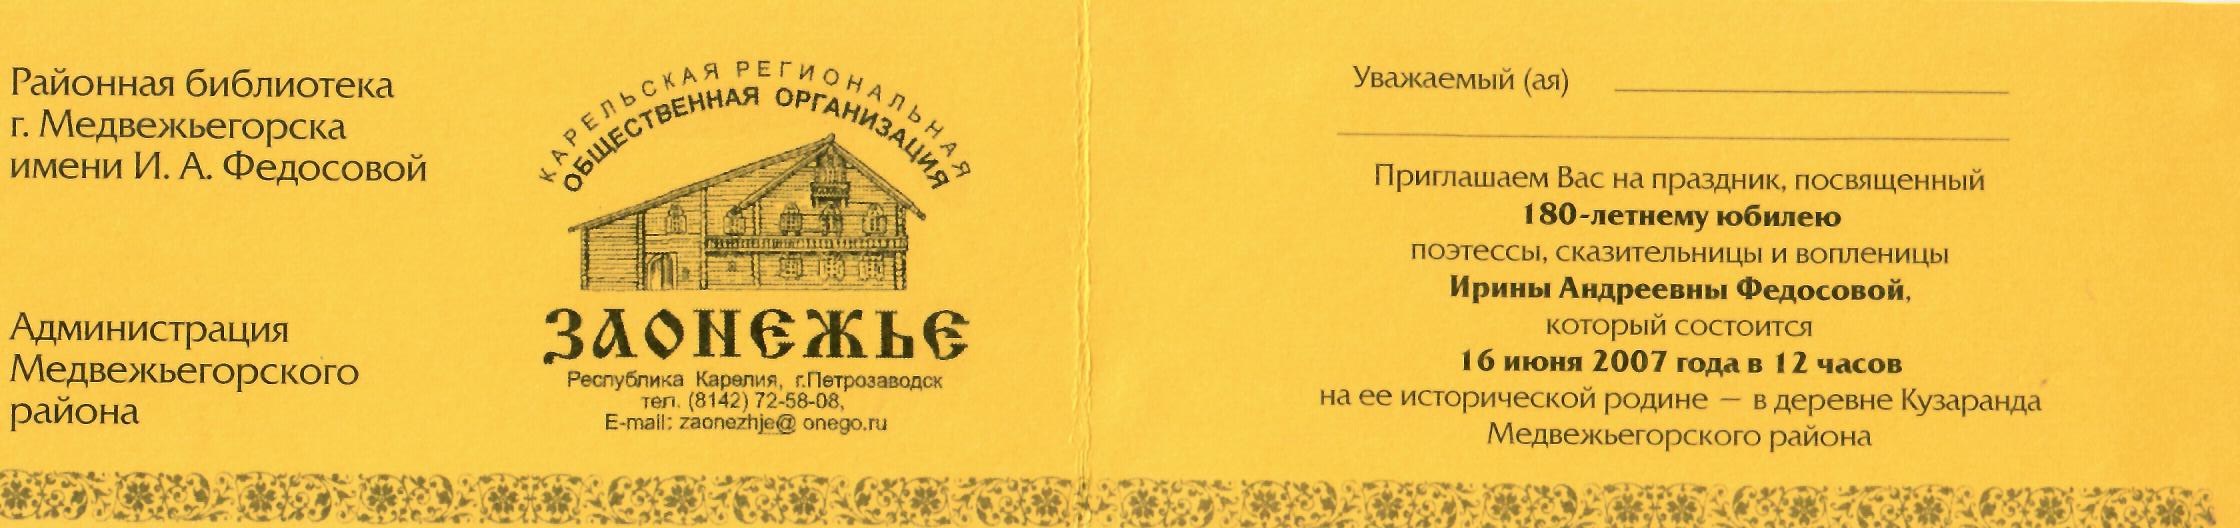 Районная библиотека
г. Медвежьегорска
имени И. А. Федосовой
Администрация
Медвежьегорского
района
КАРЕЛЬСКАЯ РЕГИОНАЛЬНАЯ
ОБЩЕСТВЕННАЯ ОРГАНИЗАЦИЯ
ЗАОНЕЖЬЕ
Республика Карелия, г.Петрозаводск
тел. (8142) 72-58-08,
E-mail: zaonezhje@ onego.ru
Уважаемый (ая)
Приглашаем Вас на праздник, посвященный
180-летнему юбилею
поэтессы, сказительницы и вопленицы
Ирины Андреевны Федосовой,
который состоится
16 июня 2007 года в 12 часов
на ее исторической родине – в деревне Кузаранда
Медвежьегорского района